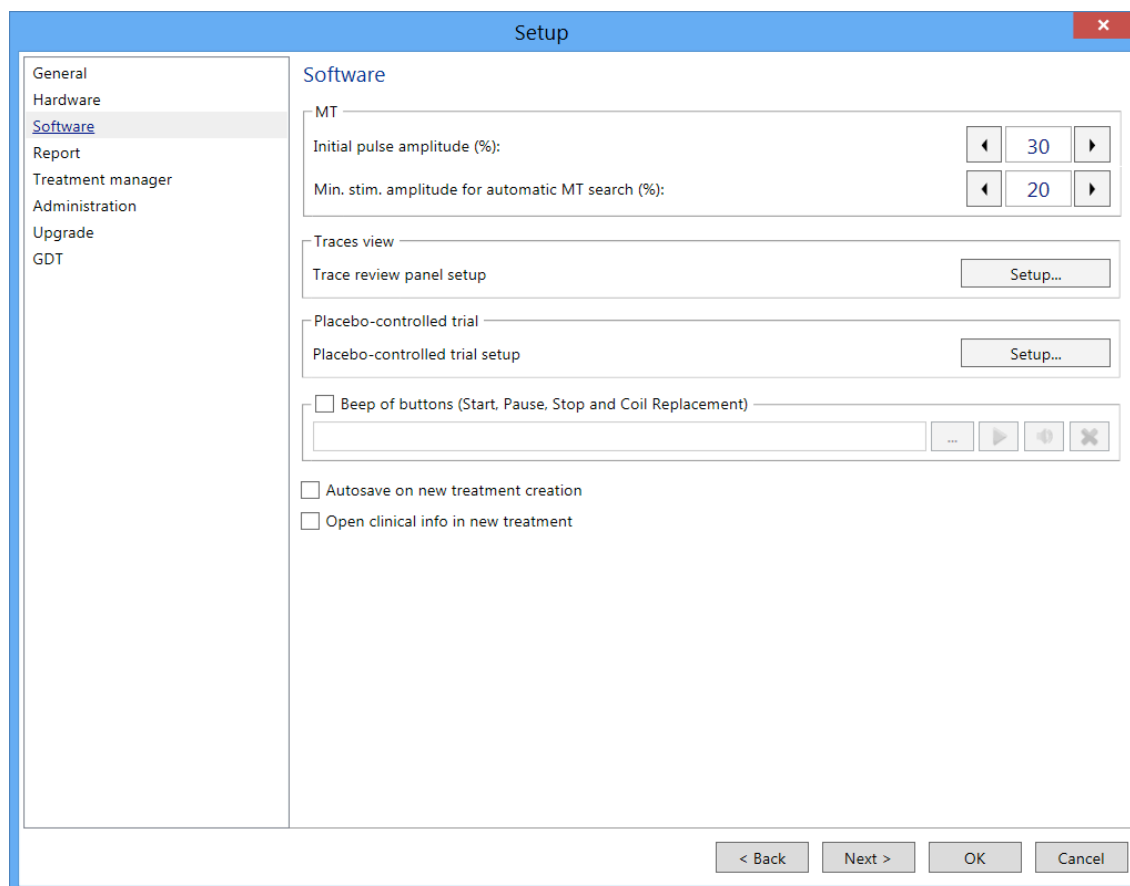 Setup
General
Hardware
Software
Report
Treatment manager
Administration
Upgrade
GDT
Software
MT
Initial pulse amplitude (%): 30
Min. stim. amplitude for automatic MT search (%): 20
Traces view
Trace review panel setup Setup...
Placebo-controlled trial
Placebo-controlled trial setup Setup...
Beep of buttons (Start, Pause, Stop and Coil Replacement)
...
Autosave on new treatment creation
Open clinical info in new treatment
< Back Next > OK Cancel